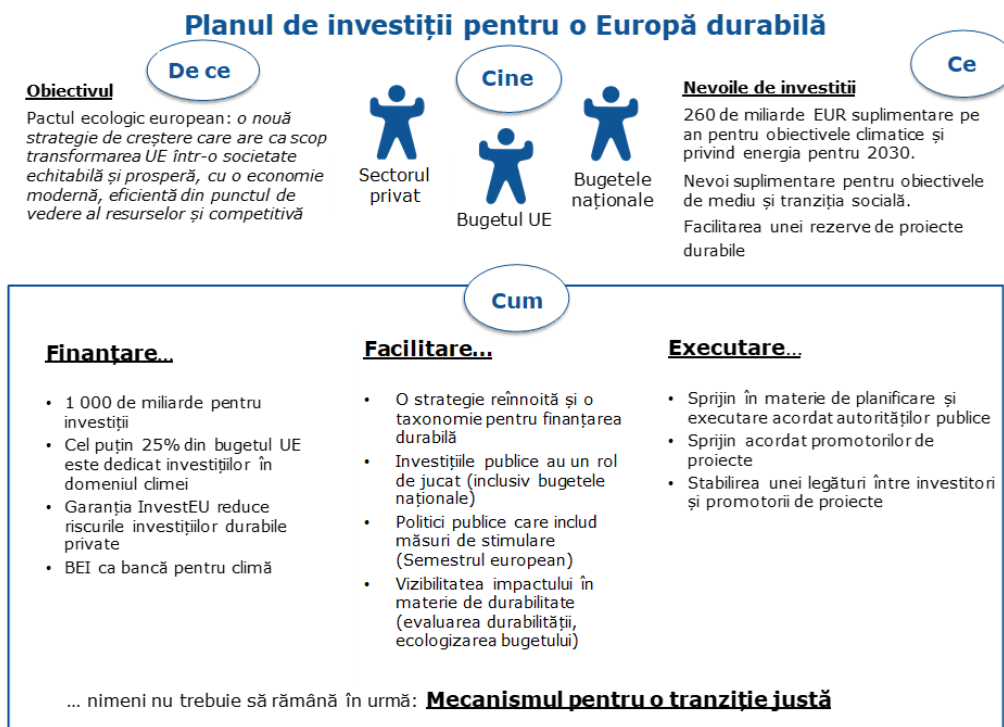 Planul de investiții pentru o Europă durabilă
De ce
Obiectivul
Pactul ecologic european: o nouă
strategie de creștere care are ca scop
transformarea UE într-o societate
echitabilă și prosperă, cu o economie
modernă, eficientă din punctul de
vedere al resurselor și competitivă
Cine
Sectorul
privat
Bugetul UE
Bugetele
naționale
Ce
Nevoile de investitii
260 de miliarde EUR suplimentare pe
an pentru obiectivele climatice și
privind energia pentru 2030.
Nevoi suplimentare pentru obiectivele
de mediu și tranziția socială.
Facilitarea unei rezerve de proiecte
durabile
Cum
Finanțare...
• 1 000 de miliarde pentru
investiții
• Cel puțin 25% din bugetul UE
este dedicat investițiilor în
domeniul climei
• Garanția InvestEU reduce
riscurile investițiilor durabile
private
• BEI ca bancă pentru climă
Facilitare...
• O strategie reînnoită și o
taxonomie pentru finanțarea
durabilă
• Investițiile publice au un rol
de jucat (inclusiv bugetele
naționale)
• Politici publice care includ
măsuri de stimulare
(Semestrul european)
• Vizibilitatea impactului în
materie de durabilitate
(evaluarea durabilității,
ecologizarea bugetului)
Executare...
• Sprijin în materie de planificare și
executare acordat autorităților publice
• Sprijin acordat promotorilor de
proiecte
• Stabilirea unei legături între investitori
și promotorii de proiecte
... nimeni nu trebuie să rămână în urmă: Mecanismul pentru o tranziție justă